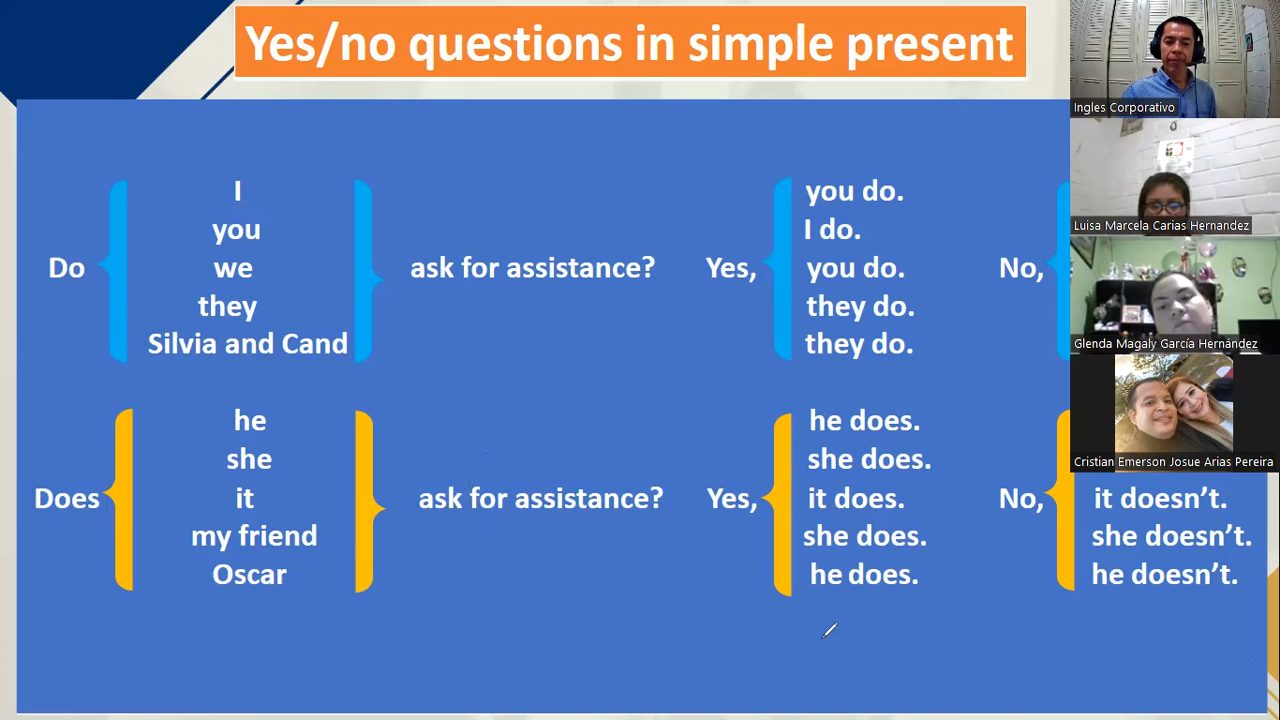 Yes/no questions in simple present
I
you
Do we ask for assistance?
they
Silvia and Cand
you do.
I do.
Yes, you do.
they do.
they do.
No,
he
she
Does it ask for assistance?
my friend
Oscar
he does.
she does.
Yes, it does.
she does.
he does.
No, it doesn’t.
she doesn’t.
he doesn’t.
Ingles Corporativo
Luisa Marcela Carias Hernandez
Glenda Magaly García Hernández
Cristian Emerson Josue Arias Pereira